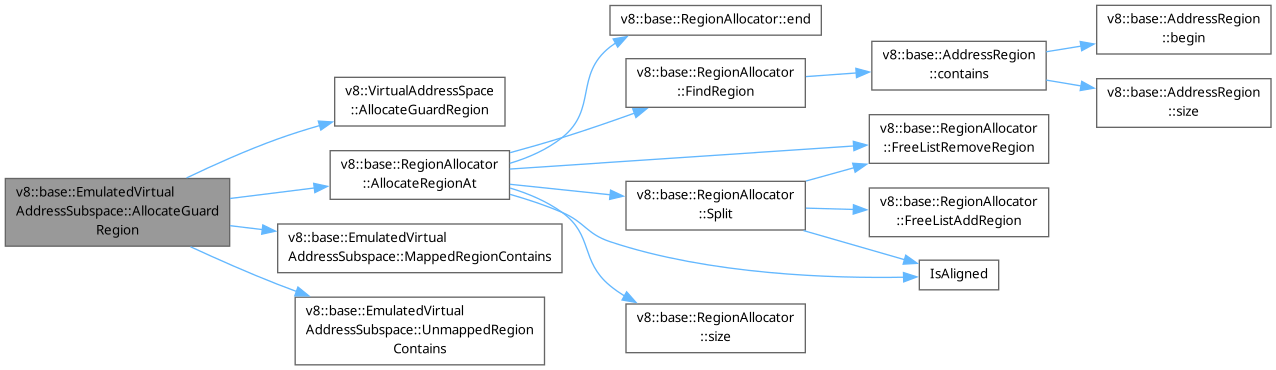 v8::base::EmulatedVirtual
AddressSubspace::AllocateGuard
Region
v8::VirtualAddressSpace
::AllocateGuardRegion
v8::base::RegionAllocator
::AllocateRegionAt
v8::base::EmulatedVirtual
AddressSubspace::MappedRegionContains
v8::base::EmulatedVirtual
AddressSubspace::UnmappedRegion
Contains
v8::base::RegionAllocator::end
v8::base::RegionAllocator
::FindRegion
v8::base::RegionAllocator
::Split
v8::base::RegionAllocator
::size
v8::base::AddressRegion
::contains
v8::base::RegionAllocator
::FreeListRemoveRegion
v8::base::RegionAllocator
::FreeListAddRegion
IsAligned
v8::base::AddressRegion
::begin
v8::base::AddressRegion
::size